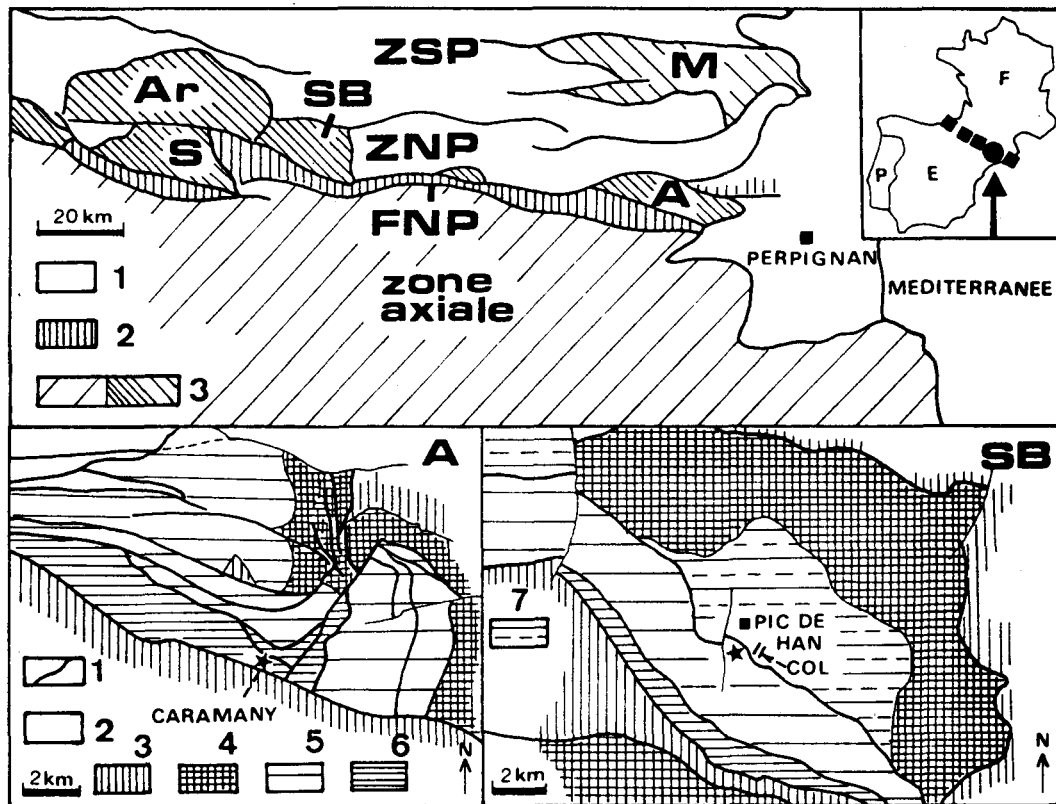 ZSP
M
Ar
SB
F
S
ZNP
P
E
A
20 km
FNP
PERPIGNAN
zone
axiale
MEDITERRANEE
1
2
3
A
SB
7
PIC DE
HAN
COL
1
CARAMANY
2
3
4
5
6
N
2km
N
2km